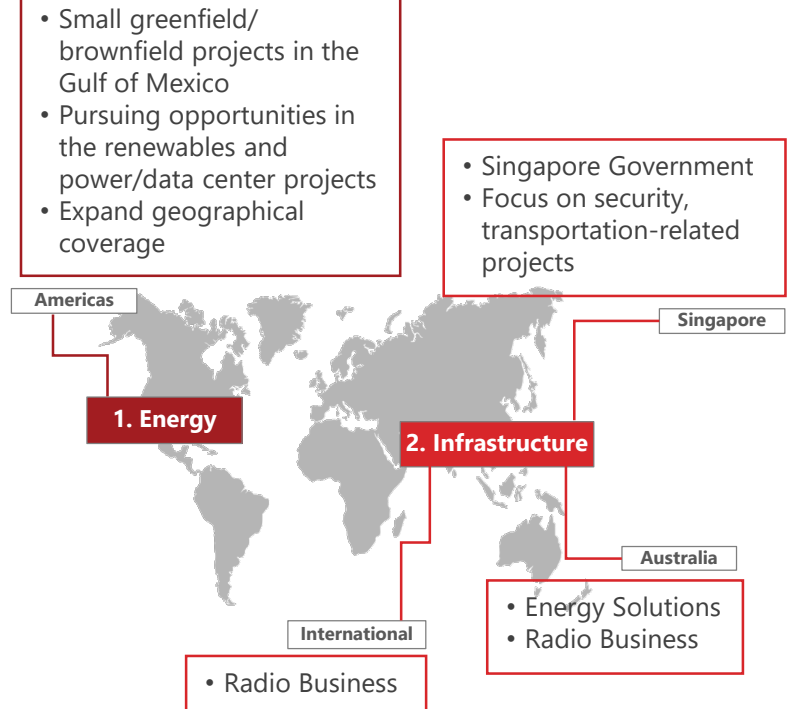 • Small greenfield/
brownfield projects in the
Gulf of Mexico
• Pursuing opportunities in
the renewables and
power/data center projects
• Expand geographical
coverage
• Singapore Government
• Focus on security,
transportation-related
projects
Americas
Singapore
1. Energy
2. Infrastructure
Australia
• Energy Solutions
• Radio Business
International
• Radio Business